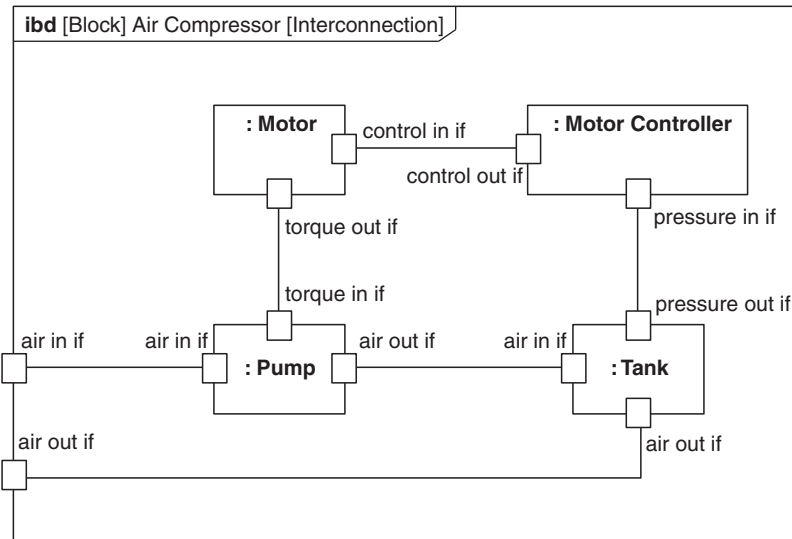 ibd [Block] Air Compressor [Interconnection]
: Motor
control in if
: Motor Controller
control out if
torque out if
pressure in if
torque in if
pressure out if
air in if
air in if
: Pump
air out if
air in if
: Tank
air out if
air out if